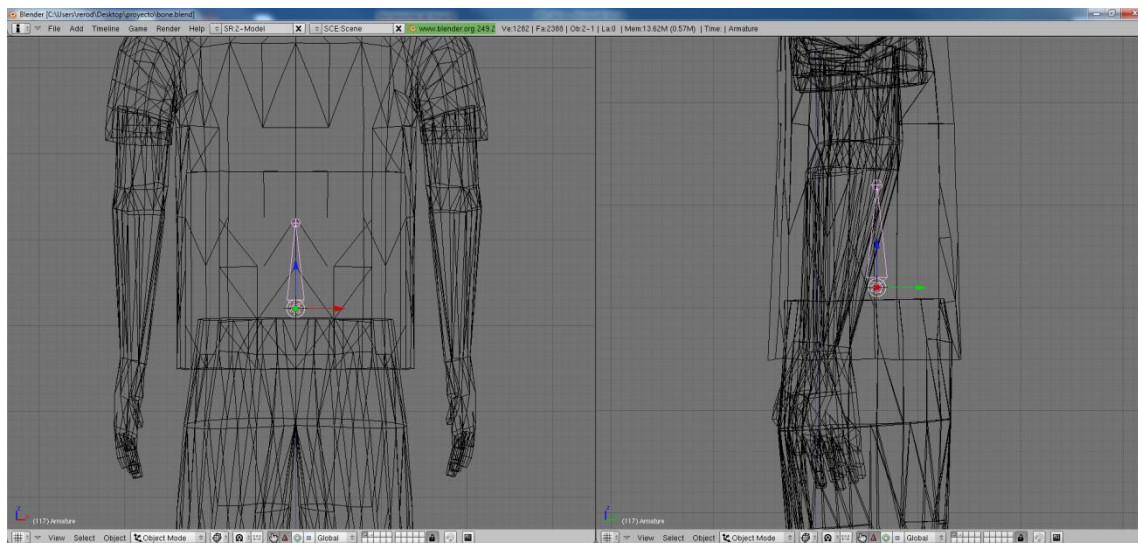 Blender [C:\Users\rerod\Desktop\proyecto\bone.blend]
File Add Timeline Game Render Help SR:2-Model X SCE:Scene X www.blender.org 249.2 Ve:1282 | Fa:2388 | Ob:2-1 | La:0 | Mem:13.62M (0.57M) | Time: | Armature
z
x
(117) Armature
z
(117) Armature
View Select Object Object Mode Global
View Select Object Object Mode Global